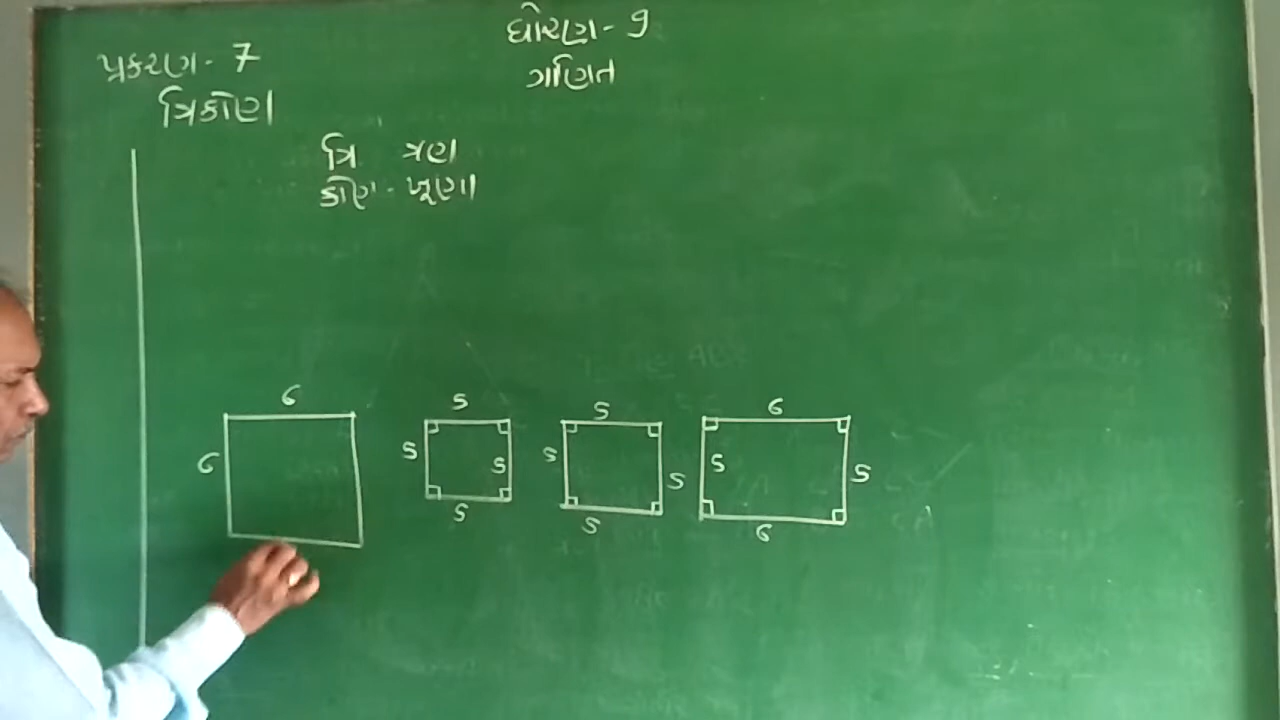 ધોરણ - 9
ગણિત
પ્રકરણ - 7
ત્રિકોણ
ત્રિ ત્રણ
કોણ - ખૂણા
6 5 5 6
6 5 5 5 5 5 5
5 5 6